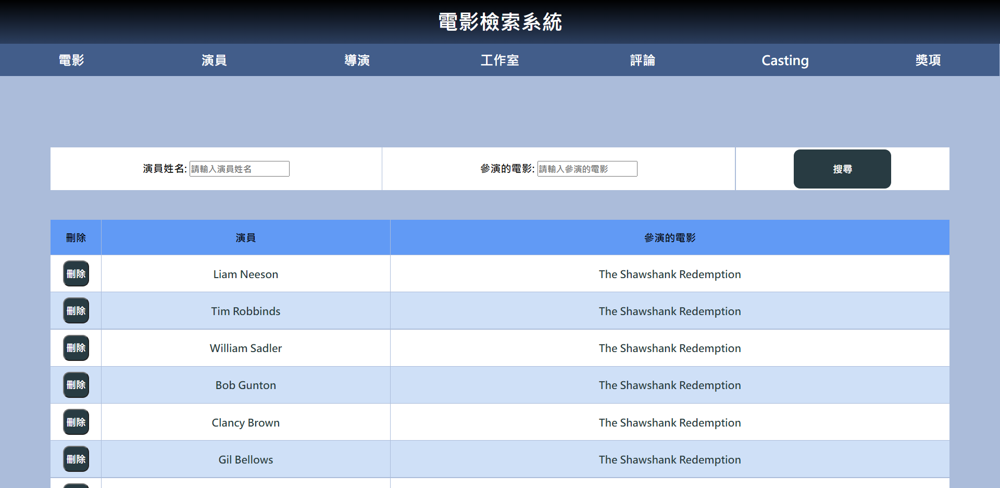 電影檢索系統
電影 演員 導演 工作室 評論 Casting 獎項
演員姓名: 請輸入演員姓名 參演的電影: 請輸入參演的電影 搜尋
刪除 演員 參演的電影
刪除 Liam Neeson The Shawshank Redemption
刪除 Tim Robbinds The Shawshank Redemption
刪除 William Sadler The Shawshank Redemption
刪除 Bob Gunton The Shawshank Redemption
刪除 Clancy Brown The Shawshank Redemption
刪除 Gil Bellows The Shawshank Redemption